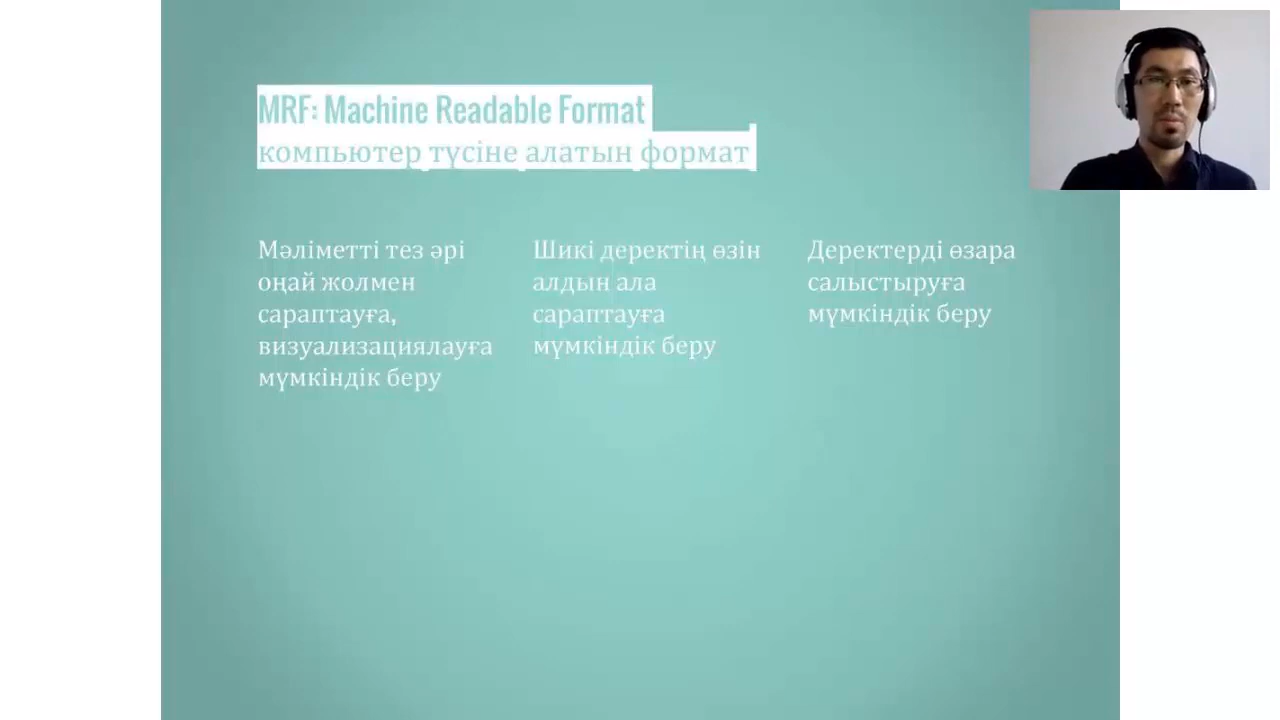 MRF: Machine Readable Format
компьютер түсіне алатын формат
Мәліметті тез әрі
оңай жолмен
сараптауға,
визуализациялауға
мүмкіндік беру
Шикі деректің өзін
алдын ала
сараптауға
мүмкіндік беру
Деректерді өзара
салыстыруға
мүмкіндік беру